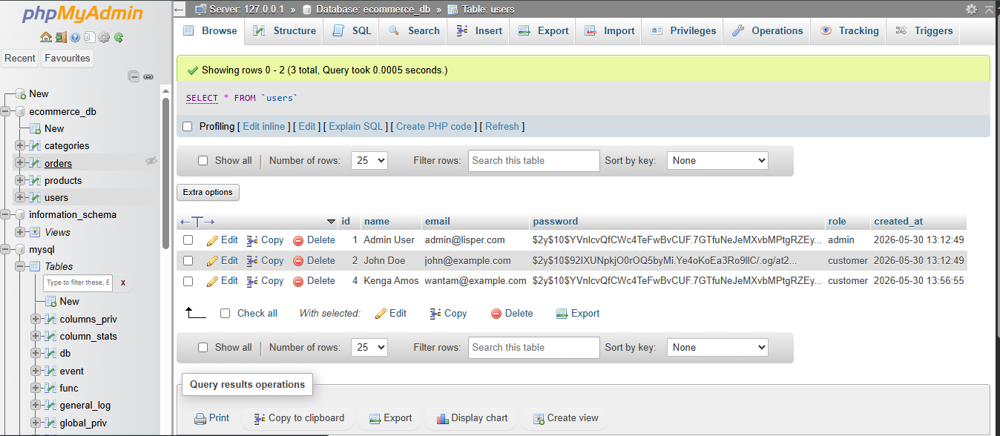 phpMyAdmin
Recent Favourites
New
ecommerce_db
New
categories
orders
products
users
information_schema
Views
mysql
Tables
Type to filter these, E X
New
columns_priv
column_stats
db
event
func
general_log
global_priv
Server: 127.0.0.1 » Database: ecommerce_db » Table: users
Browse Structure SQL Search Insert Export Import Privileges Operations Tracking Triggers
Showing rows 0 - 2 (3 total, Query took 0.0005 seconds.)
SELECT * FROM `users`
Profiling [ Edit inline ] [ Edit ] [ Explain SQL ] [ Create PHP code ] [ Refresh ]
Show all Number of rows: 25 Filter rows: Search this table Sort by key: None
Extra options
←T→ id name email password role created_at
Edit Copy Delete 1 Admin User admin@lisper.com $2y$10$YVnlcvQfCWc4TeFwBvCUF.7GTfuNeJeMXvbMPtgRZEy... admin 2026-05-30 13:12:49
Edit Copy Delete 2 John Doe john@example.com $2y$10$92IXUNpkjO0rOQ5byMi.Ye4oKoEa3Ro9llC/.og/at2... customer 2026-05-30 13:12:49
Edit Copy Delete 4 Kenga Amos wantam@example.com $2y$10$YVnlcvQfCWc4TeFwBvCUF.7GTfuNeJeMXvbMPtgRZEy... customer 2026-05-30 13:56:55
Check all With selected: Edit Copy Delete Export
Show all Number of rows: 25 Filter rows: Search this table Sort by key: None
Query results operations
Print Copy to clipboard Export Display chart Create view